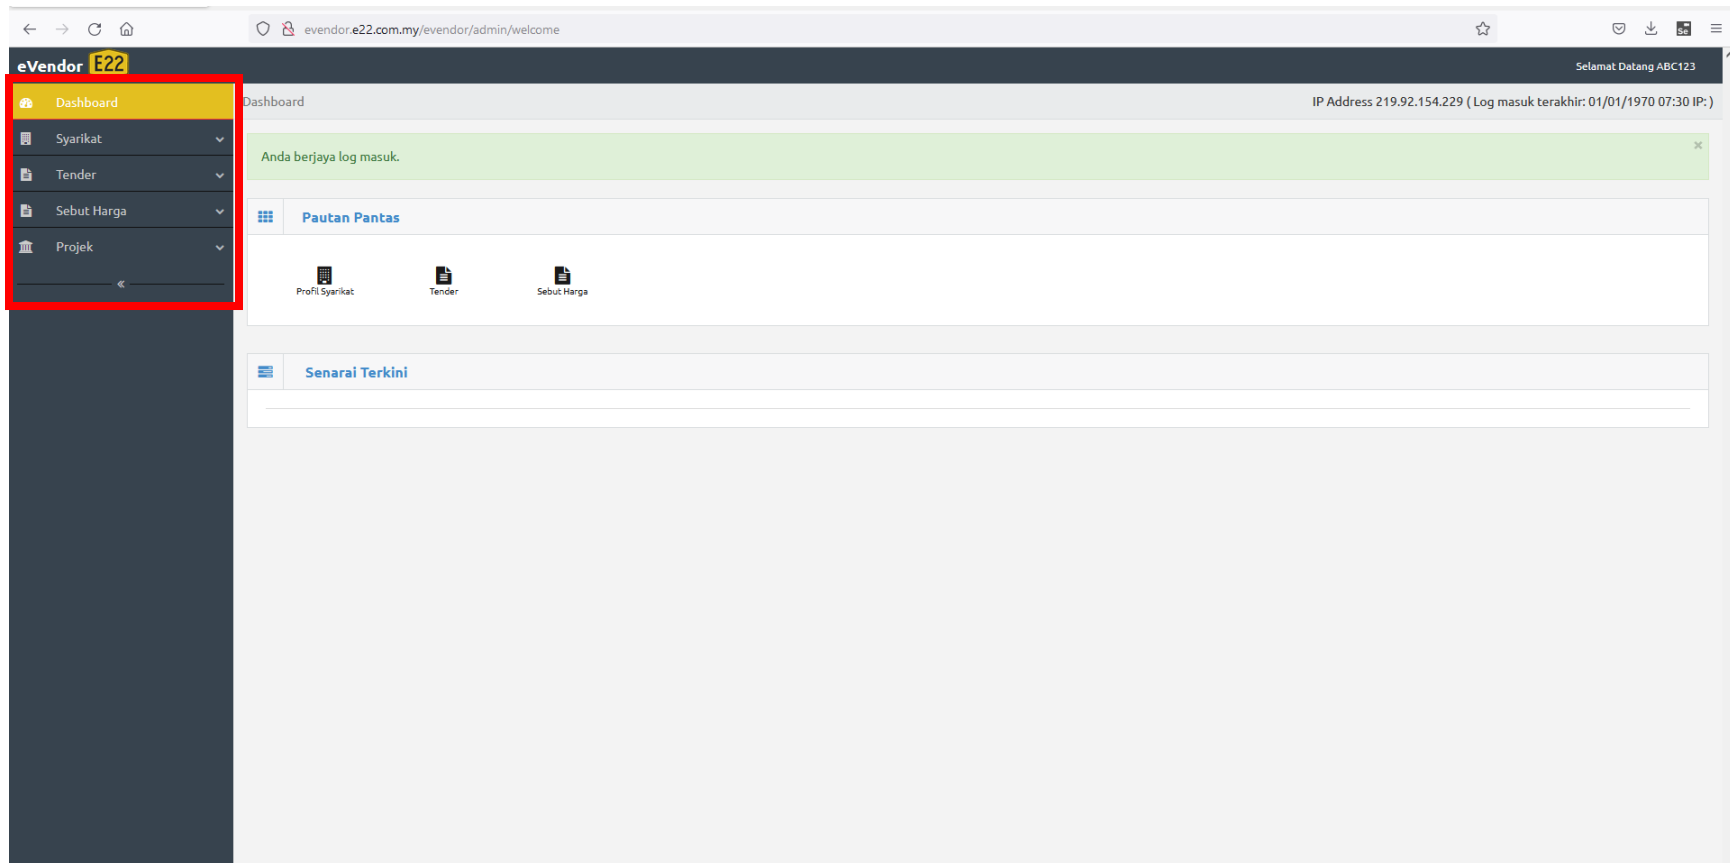 evendor.e22.com.my/evendor/admin/welcome
Se
eVendor E22
Selamat Datang ABC123
Dashboard
Syarikat
Tender
Sebut Harga
Projek
Dashboard
IP Address 219.92.154.229 ( Log masuk terakhir: 01/01/1970 07:30 IP: )
Anda berjaya log masuk.
Pautan Pantas
Profil Syarikat
Tender
Sebut Harga
Senarai Terkini